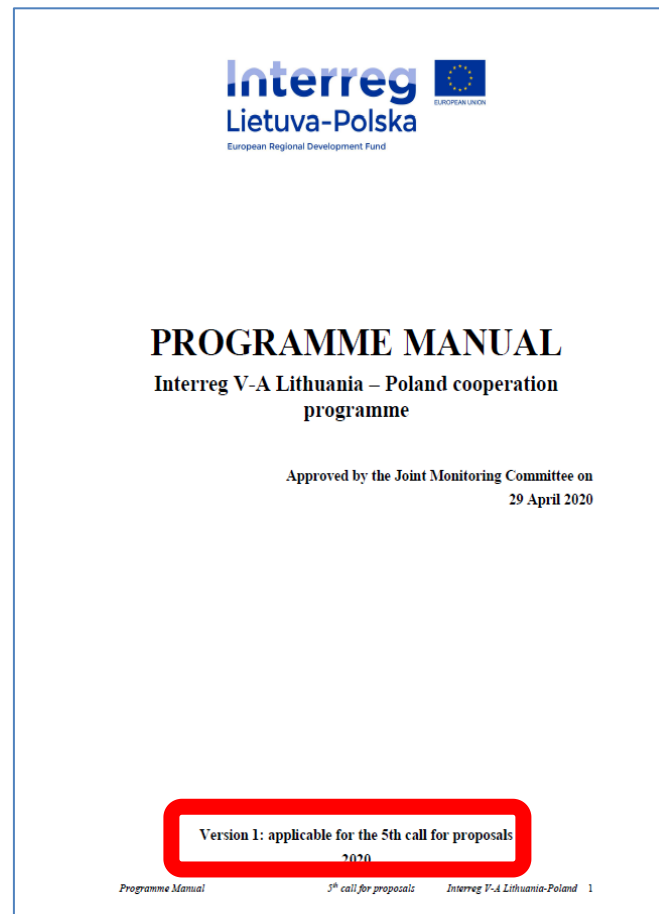 Interreg
EUROPEAN UNION
Lietuva-Polska
European Regional Development Fund
PROGRAMME MANUAL
Interreg V-A Lithuania – Poland cooperation
programme
Approved by the Joint Monitoring Committee on
29 April 2020
Version 1: applicable for the 5th call for proposals
2020
Programme Manual 5th call for proposals Interreg V-A Lithuania-Poland 1